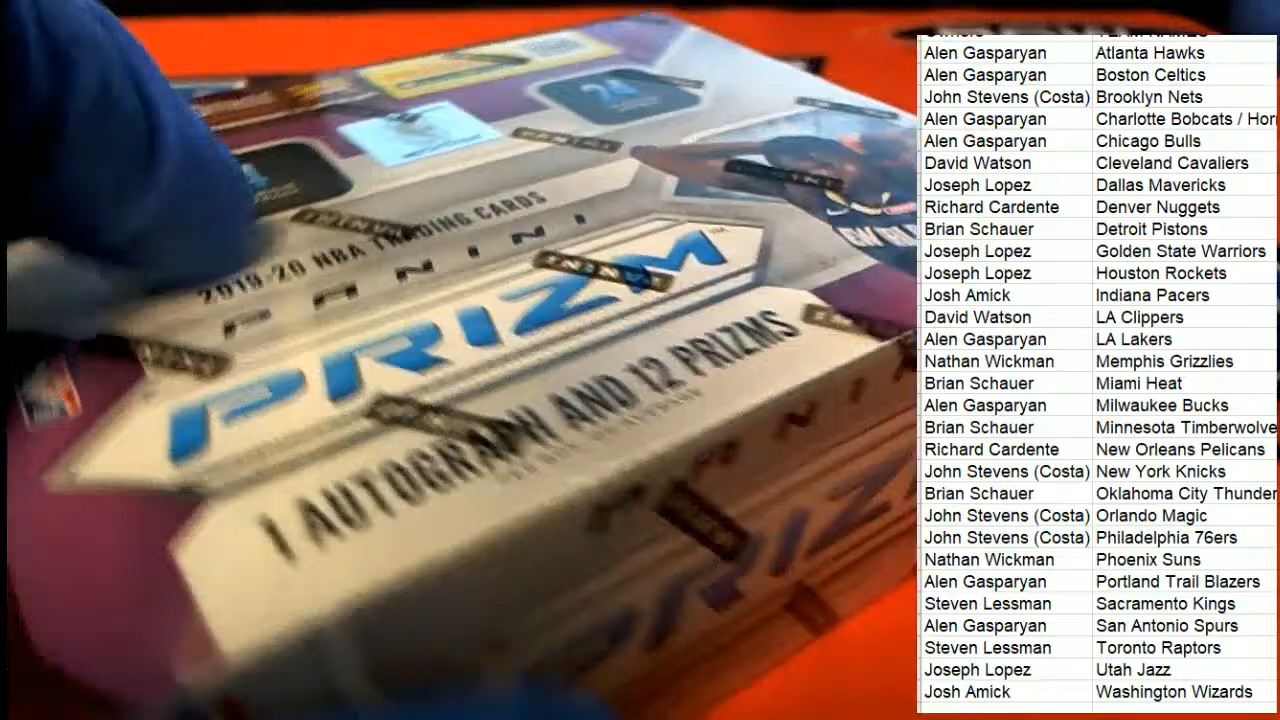 24
2019-20 NBA TRADING CARDS
PANINI
PRIZM
1 AUTOGRAPH AND 12 PRIZMS
PRIZM
Owners TEAM NAMES
Alen Gasparyan Atlanta Hawks
Alen Gasparyan Boston Celtics
John Stevens (Costa) Brooklyn Nets
Alen Gasparyan Charlotte Bobcats / Hor
Alen Gasparyan Chicago Bulls
David Watson Cleveland Cavaliers
Joseph Lopez Dallas Mavericks
Richard Cardente Denver Nuggets
Brian Schauer Detroit Pistons
Joseph Lopez Golden State Warriors
Joseph Lopez Houston Rockets
Josh Amick Indiana Pacers
David Watson LA Clippers
Alen Gasparyan LA Lakers
Nathan Wickman Memphis Grizzlies
Brian Schauer Miami Heat
Alen Gasparyan Milwaukee Bucks
Brian Schauer Minnesota Timberwolve
Richard Cardente New Orleans Pelicans
John Stevens (Costa) New York Knicks
Brian Schauer Oklahoma City Thunder
John Stevens (Costa) Orlando Magic
John Stevens (Costa) Philadelphia 76ers
Nathan Wickman Phoenix Suns
Alen Gasparyan Portland Trail Blazers
Steven Lessman Sacramento Kings
Alen Gasparyan San Antonio Spurs
Steven Lessman Toronto Raptors
Joseph Lopez Utah Jazz
Josh Amick Washington Wizards